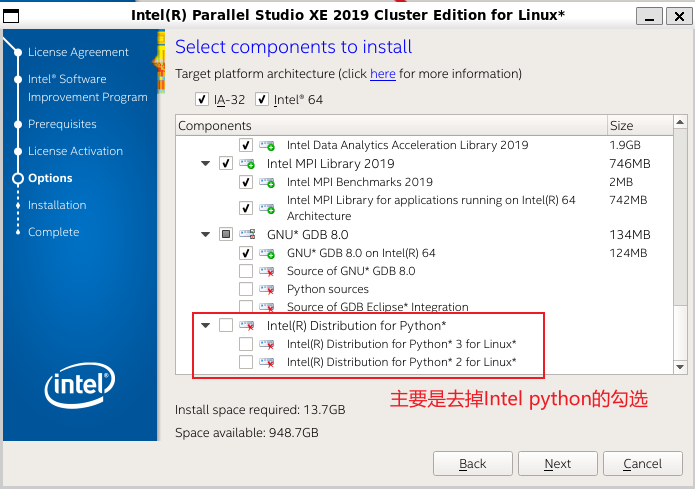 Intel(R) Parallel Studio XE 2019 Cluster Edition for Linux*
License Agreement
Intel® Software
Improvement Program
Prerequisites
License Activation
Options
Installation
Complete
intel
Select components to install
Target platform architecture (click here for more information)
IA-32 Intel® 64
Components Size
Intel Data Analytics Acceleration Library 2019 1.9GB
Intel MPI Library 2019 746MB
Intel MPI Benchmarks 2019 2MB
Intel MPI Library for applications running on Intel(R) 64 742MB
Architecture
GNU* GDB 8.0 134MB
GNU* GDB 8.0 on Intel(R) 64 124MB
Source of GNU* GDB 8.0
Python sources
Source of GDB Eclipse* Integration
Intel(R) Distribution for Python*
Intel(R) Distribution for Python* 3 for Linux*
Intel(R) Distribution for Python* 2 for Linux*
主要是去掉Intel python的勾选
Install space required: 13.7GB
Space available: 948.7GB
Back Next Cancel